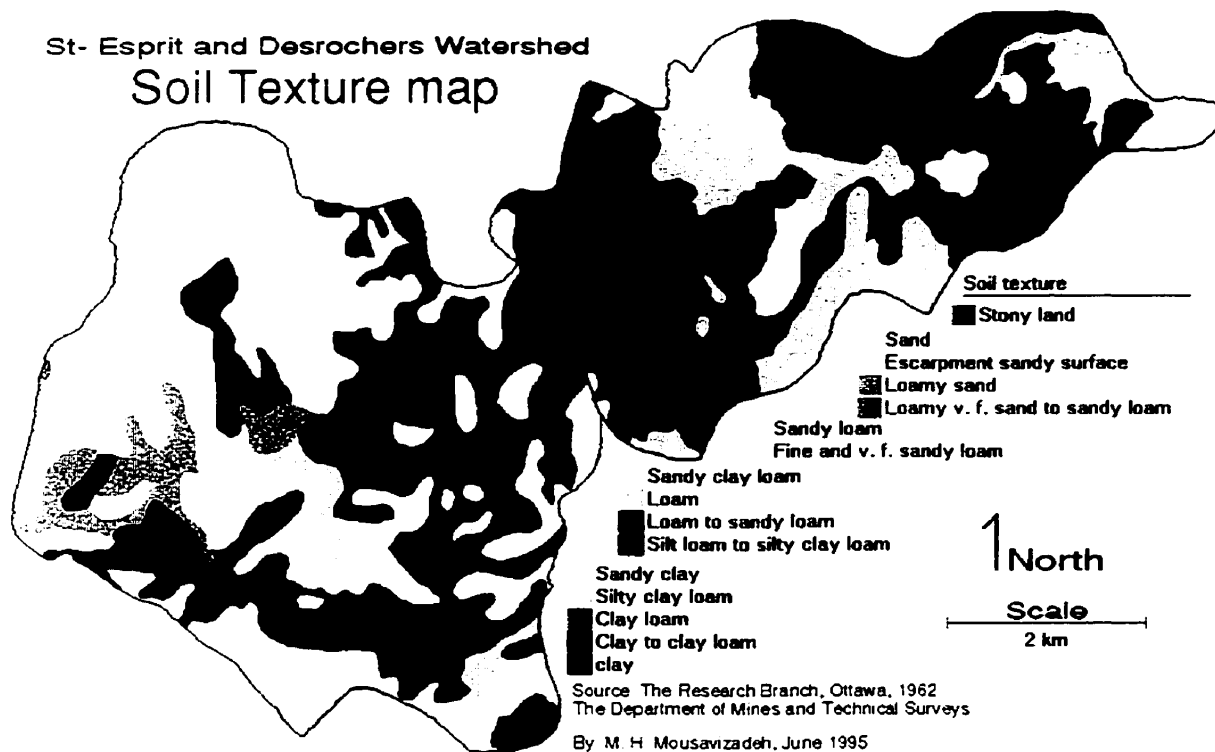 St- Esprit and Desrochers Watershed
Soil Texture map
Soil texture
Stony land
Sand
Escarpment sandy surface
Loamy sand
Loamy v. f. sand to sandy loam
Sandy loam
Fine and v. f. sandy loam
Sandy clay loam
Loam
Loam to sandy loam
Silt loam to silty clay loam
Sandy clay
Silty clay loam
Clay loam
Clay to clay loam
clay
North
Scale
2 km
Source The Research Branch, Ottawa, 1962
The Department of Mines and Technical Surveys
By M. H Mousavizadeh, June 1995